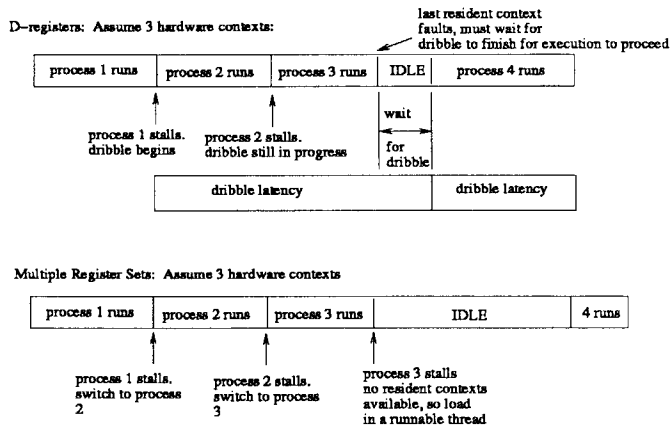 last resident context
faults, must wait for
dribble to finish for execution to proceed
D-registers: Assume 3 hardware contexts:
process 1 runs
process 2 runs
process 3 runs
IDLE
process 4 runs
process 1 stalls.
dribble begins
process 2 stalls.
dribble still in progress
wait
for
dribble
dribble latency
dribble latency
Multiple Register Sets: Assume 3 hardware contexts
process 1 runs
process 2 runs
process 3 runs
IDLE
4 runs
process 1 stalls.
switch to process
2
process 2 stalls.
switch to process
3
process 3 stalls
no resident contexts
available, so load
in a runnable thread